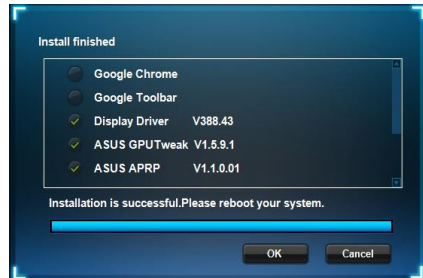 Install finished
Google Chrome
Google Toolbar
Display Driver V388.43
ASUS GPUTweak V1.5.9.1
ASUS APRP V1.1.0.01
Installation is successful.Please reboot your system.
OK Cancel